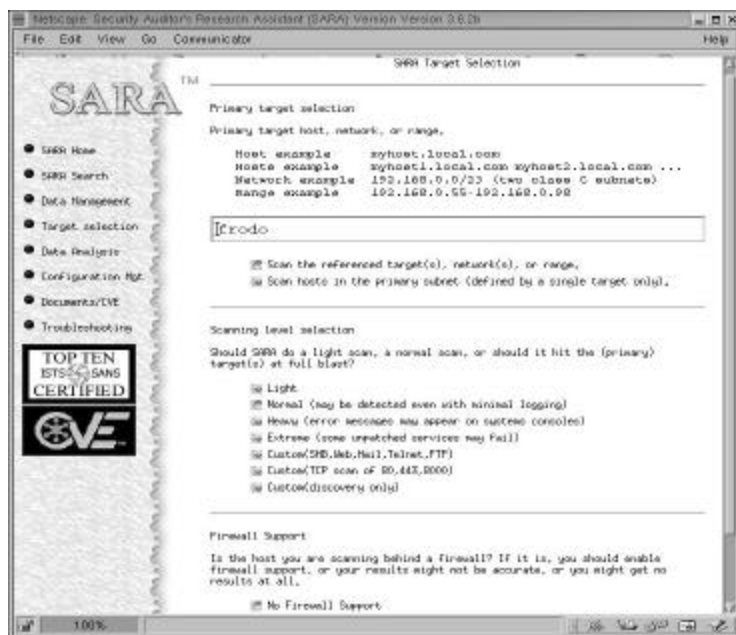 Netscape: Security Auditor's Research Assistant (SARA) Version Version 3.6.2b
File Edit View Go Communicator Help
SARA Target Selection
SARA TM
SARA Home
SARA Search
Data Management
Target selection
Data Analysis
Configuration Mgt.
Documents/CVE
Troubleshooting
TOP TEN
ISTS SANS
CERTIFIED
CVE
Primary target selection
Primary target host, network, or range.
Host example myhost.local.com
Hosts example myhost1.local.com myhost2.local.com ...
Network example 192.168.0.0/23 (two class C subnets)
Range example 192.168.0.55-192.168.0.98
frodo
Scan the referenced target(s), network(s), or range.
Scan hosts in the primary subnet (defined by a single target only).
Scanning level selection
Should SARA do a light scan, a normal scan, or should it hit the (primary)
target(s) at full blast?
Light
Normal (may be detected even with minimal logging)
Heavy (error messages may appear on systems consoles)
Extreme (some unpatched services may fail)
Custom(SMB,Web,Mail,Telnet,FTP)
Custom(TCP scan of 80,443,8000)
Custom(discovery only)
Firewall Support
Is the host you are scanning behind a firewall? If it is, you should enable
firewall support, or your results might not be accurate, or you might get no
results at all.
No Firewall Support
100%